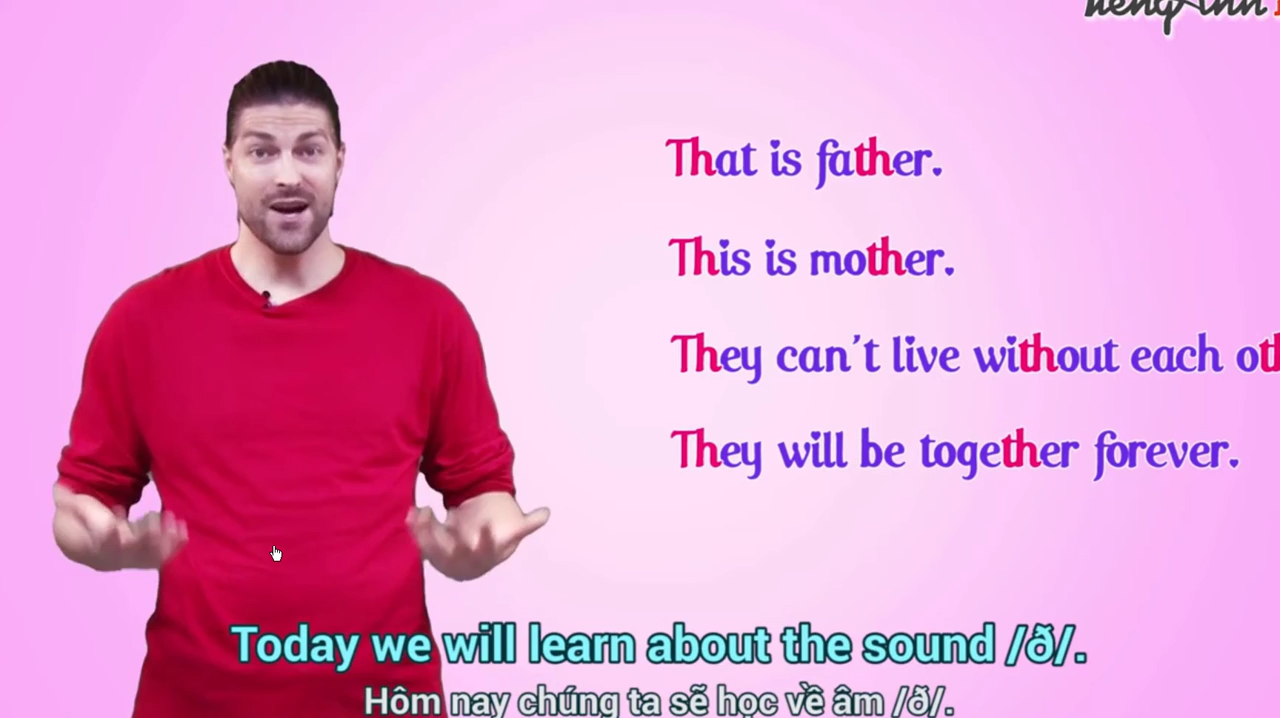 That is father.
This is mother.
They can't live without each oth
They will be together forever.
Today we will learn about the sound /ð/.
Hôm nay chúng ta sẽ học về âm /ð/.